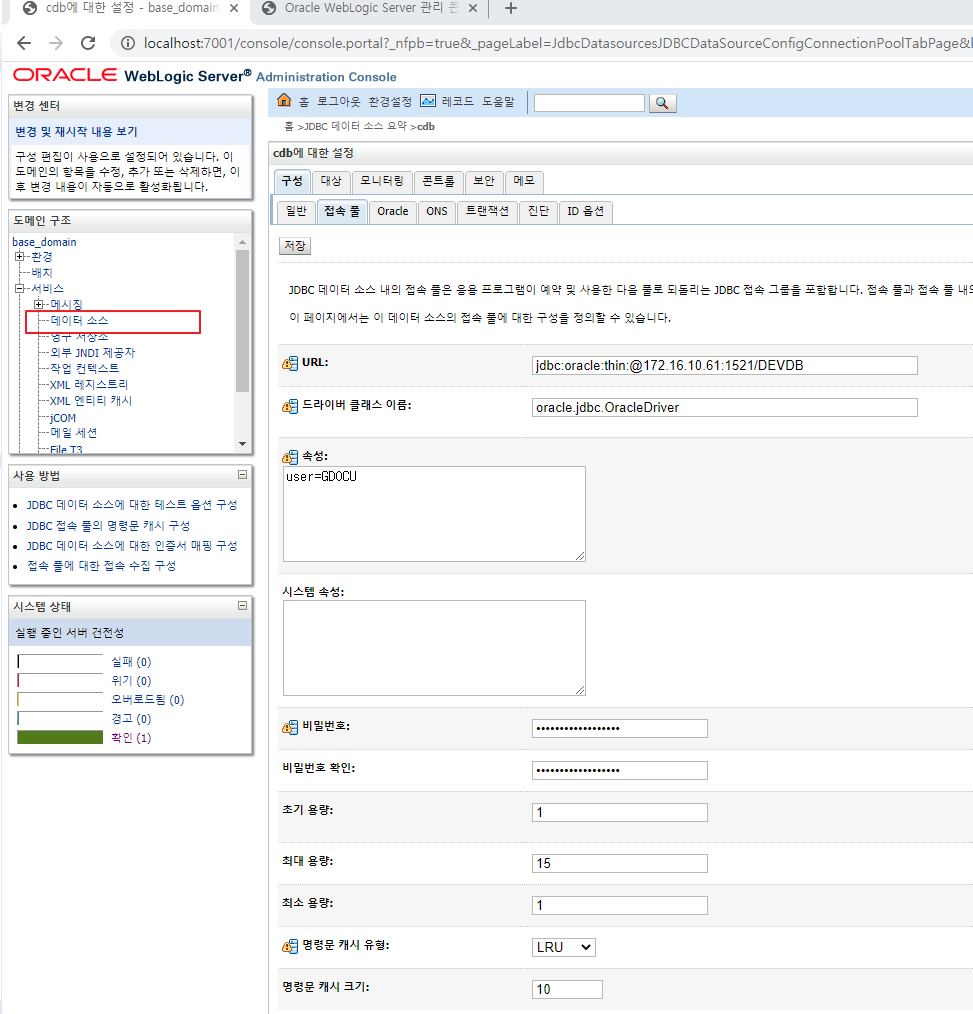 cdb에 대한 설정 - base_domain
Oracle WebLogic Server 관리 콘
localhost:7001/console/console.portal?_nfpb=true&_pageLabel=JdbcDatasourcesJDBCDataSourceConfigConnectionPoolTabPage&
ORACLE WebLogic Server® Administration Console
변경 센터
변경 및 재시작 내용 보기
구성 편집이 사용으로 설정되어 있습니다. 이
도메인의 항목을 수정, 추가 또는 삭제하면, 이
후 변경 내용이 자동으로 활성화됩니다.
도메인 구조
base_domain
환경
배치
서비스
메시징
데이터 소스
영구 저장소
외부 JNDI 제공자
작업 컨텍스트
XML 레지스트리
XML 엔티티 캐시
jCOM
메일 세션
File T3
사용 방법
JDBC 데이터 소스에 대한 테스트 옵션 구성
JDBC 접속 풀의 명령문 캐시 구성
JDBC 데이터 소스에 대한 인증서 매핑 구성
접속 풀에 대한 접속 수집 구성
시스템 상태
실행 중인 서버 건전성
실패 (0)
위기 (0)
오버로드됨 (0)
경고 (0)
확인 (1)
홈 로그아웃 환경설정 레코드 도움말
홈 >JDBC 데이터 소스 요약 >cdb
cdb에 대한 설정
구성 대상 모니터링 콘트롤 보안 메모
일반 접속 풀 Oracle ONS 트랜잭션 진단 ID 옵션
저장
JDBC 데이터 소스 내의 접속 풀은 응용 프로그램이 예약 및 사용한 다음 풀로 되돌리는 JDBC 접속 그룹을 포함합니다. 접속 풀과 접속 풀 내의
이 페이지에서는 이 데이터 소스의 접속 풀에 대한 구성을 정의할 수 있습니다.
URL: jdbc:oracle:thin:@172.16.10.61:1521/DEVDB
드라이버 클래스 이름: oracle.jdbc.OracleDriver
속성:
user=GDOCU
시스템 속성:
비밀번호: ••••••••••••••••••
비밀번호 확인: ••••••••••••••••••
초기 용량: 1
최대 용량: 15
최소 용량: 1
명령문 캐시 유형: LRU
명령문 캐시 크기: 10